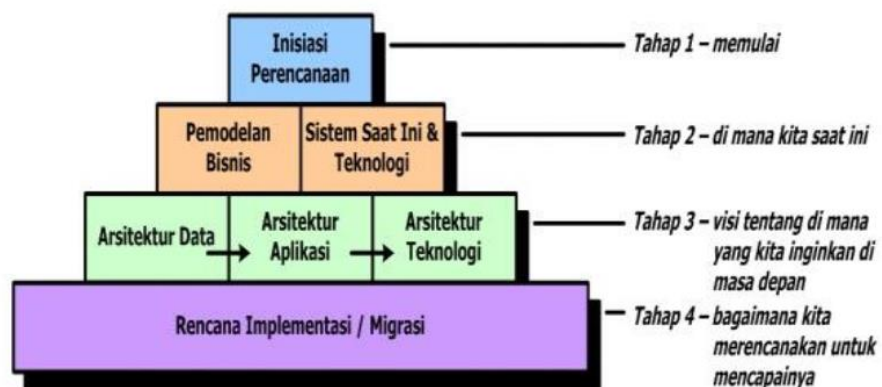 Inisiasi
Perencanaan
Tahap 1 – memulai
Pemodelan
Bisnis
Sistem Saat Ini &
Teknologi
Tahap 2 – di mana kita saat ini
Arsitektur Data
Arsitektur
Aplikasi
Arsitektur
Teknologi
Tahap 3 – visi tentang di mana
yang kita inginkan di
masa depan
Rencana Implementasi / Migrasi
Tahap 4 – bagaimana kita
merencanakan untuk
mencapainya